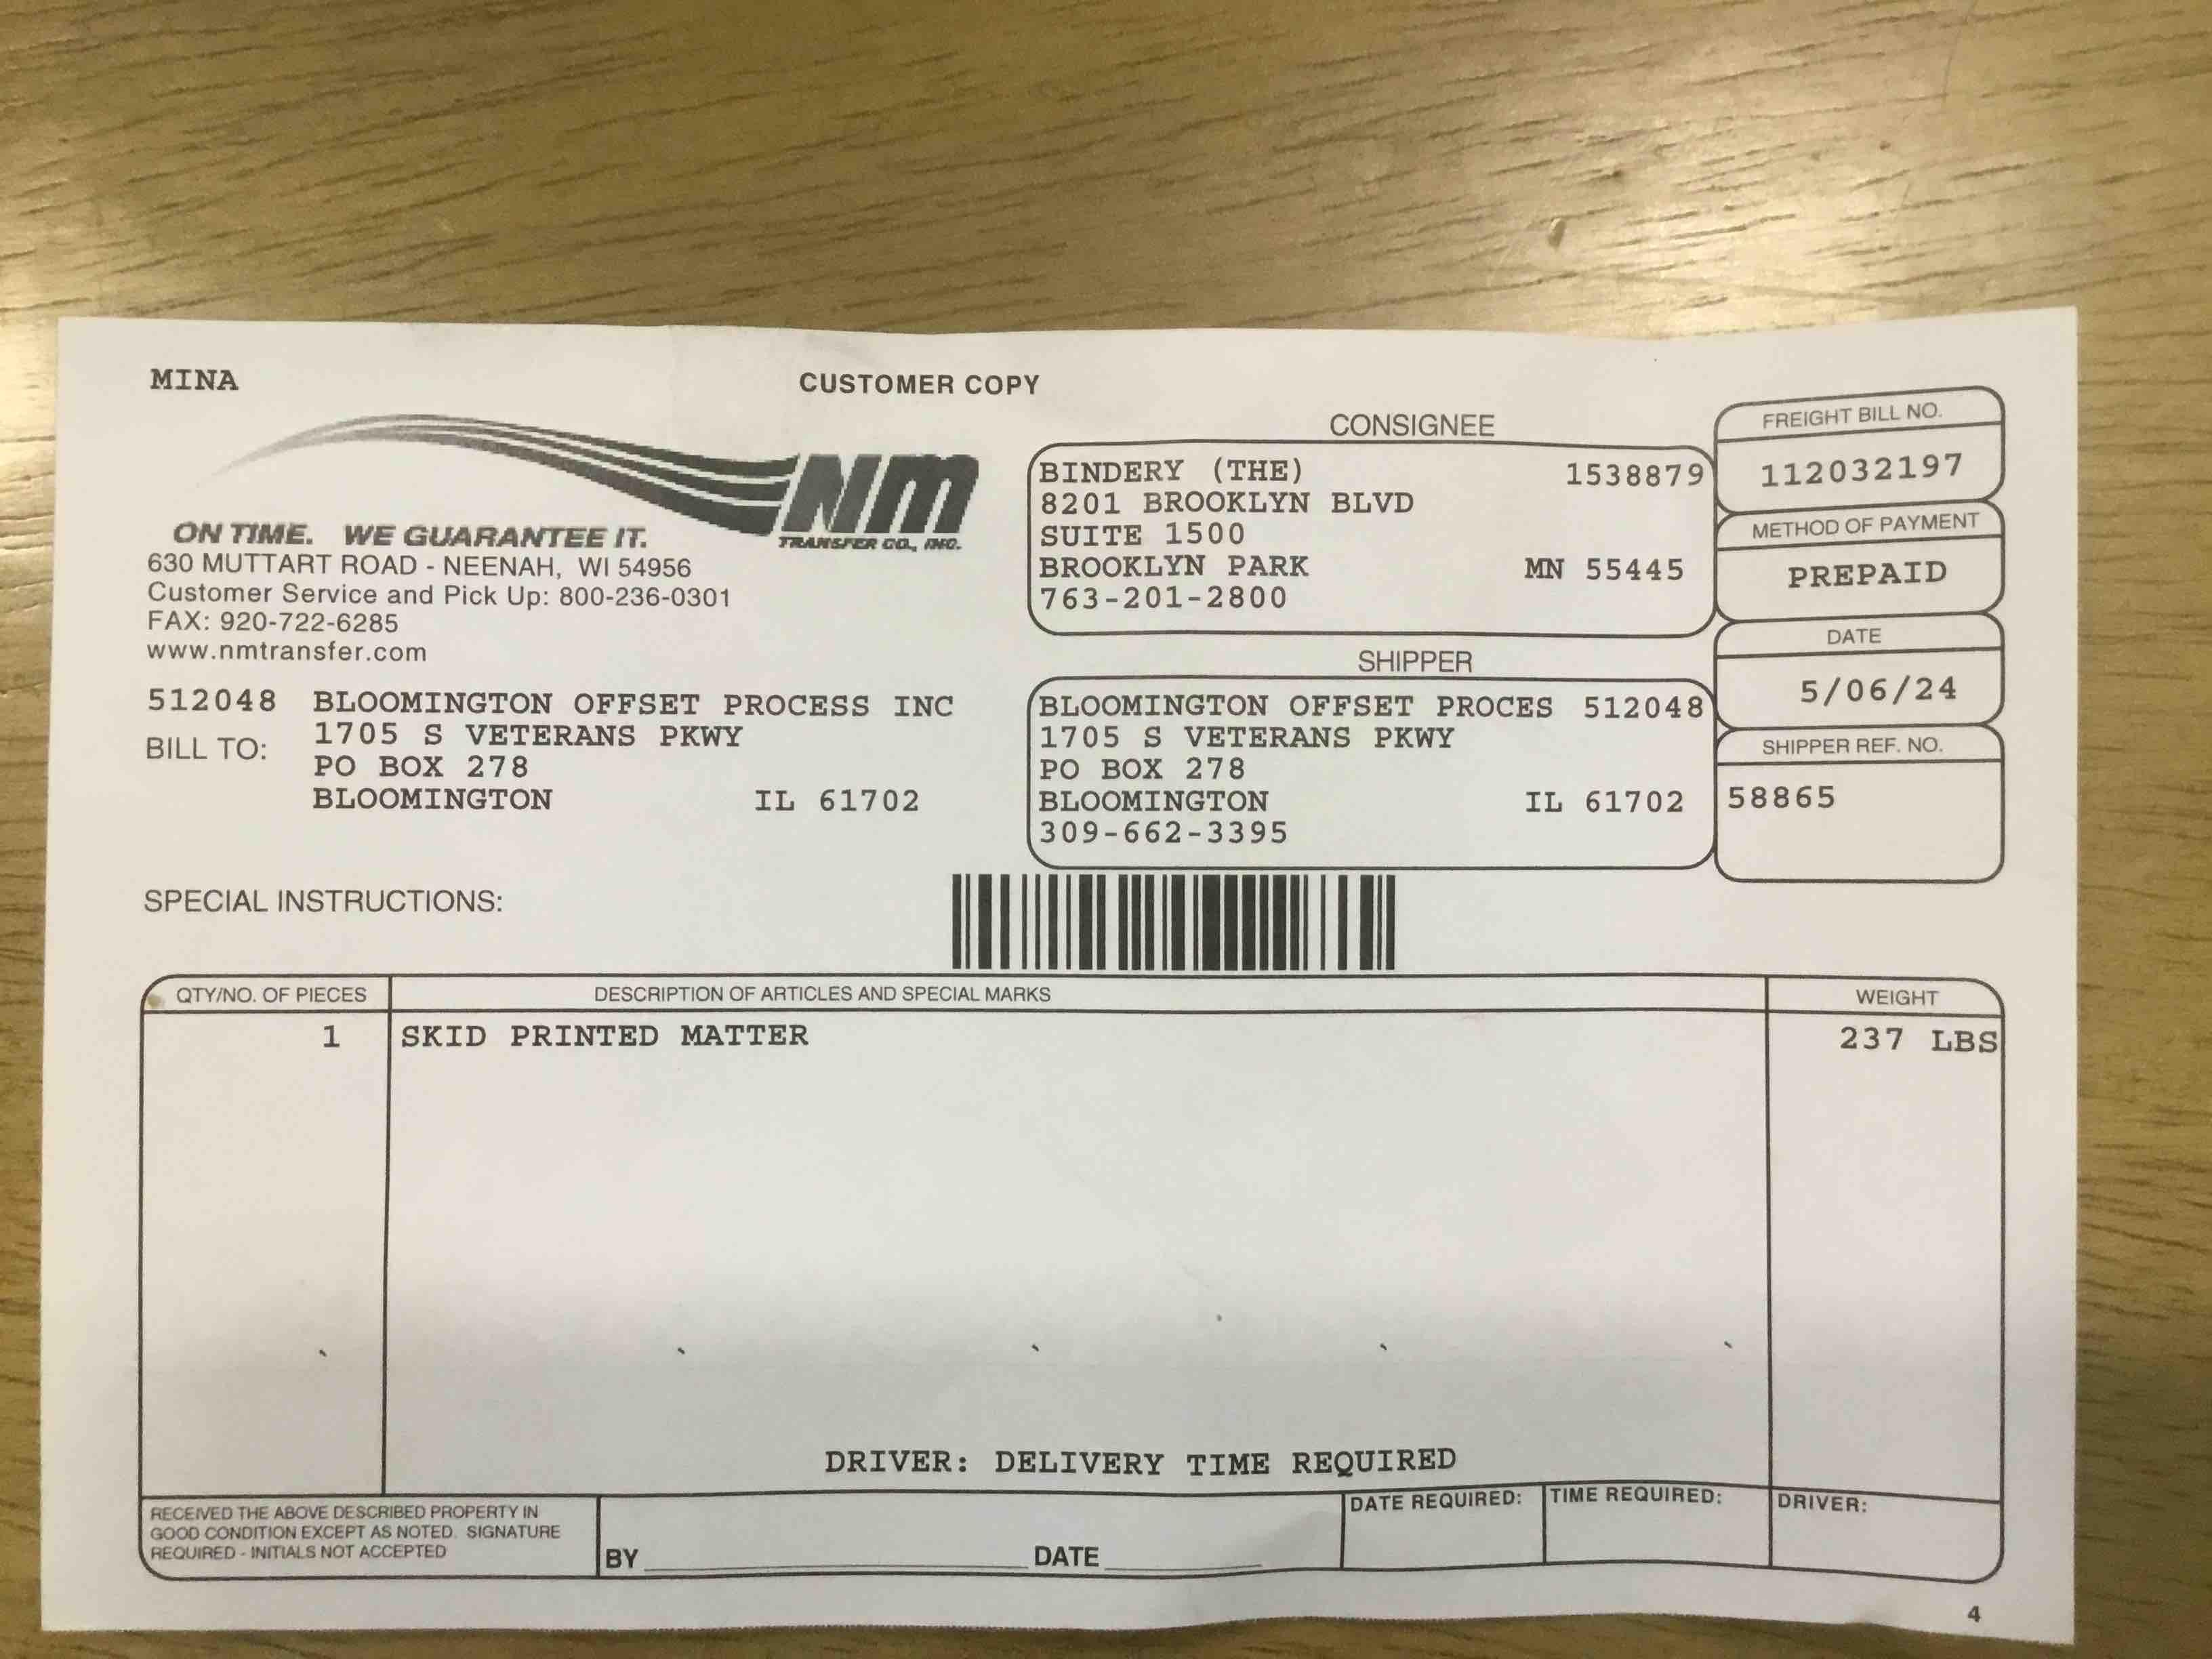 MINA
CUSTOMER COPY
NM
TRANSFER CO., INC.
ON TIME. WE GUARANTEE IT.
630 MUTTART ROAD - NEENAH, WI 54956
Customer Service and Pick Up: 800-236-0301
FAX: 920-722-6285
www.nmtransfer.com
512048 BLOOMINGTON OFFSET PROCESS INC
BILL TO: 1705 S VETERANS PKWY
PO BOX 278
BLOOMINGTON IL 61702
CONSIGNEE
BINDERY (THE) 1538879
8201 BROOKLYN BLVD
SUITE 1500
BROOKLYN PARK MN 55445
763-201-2800
SHIPPER
BLOOMINGTON OFFSET PROCES 512048
1705 S VETERANS PKWY
PO BOX 278
BLOOMINGTON IL 61702
309-662-3395
FREIGHT BILL NO.
112032197
METHOD OF PAYMENT
PREPAID
DATE
5/06/24
SHIPPER REF. NO.
58865
SPECIAL INSTRUCTIONS:
QTY/NO. OF PIECES DESCRIPTION OF ARTICLES AND SPECIAL MARKS WEIGHT
1 SKID PRINTED MATTER 237 LBS
DRIVER: DELIVERY TIME REQUIRED
RECEIVED THE ABOVE DESCRIBED PROPERTY IN
GOOD CONDITION EXCEPT AS NOTED. SIGNATURE
REQUIRED - INITIALS NOT ACCEPTED
BY DATE
DATE REQUIRED: TIME REQUIRED: DRIVER:
4